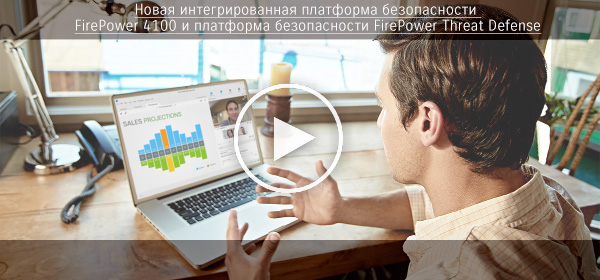 Новая интегрированная платформа безопасности
FirePower 4100 и платформа безопасности FirePower Threat Defense
SALES PROJECTIONS